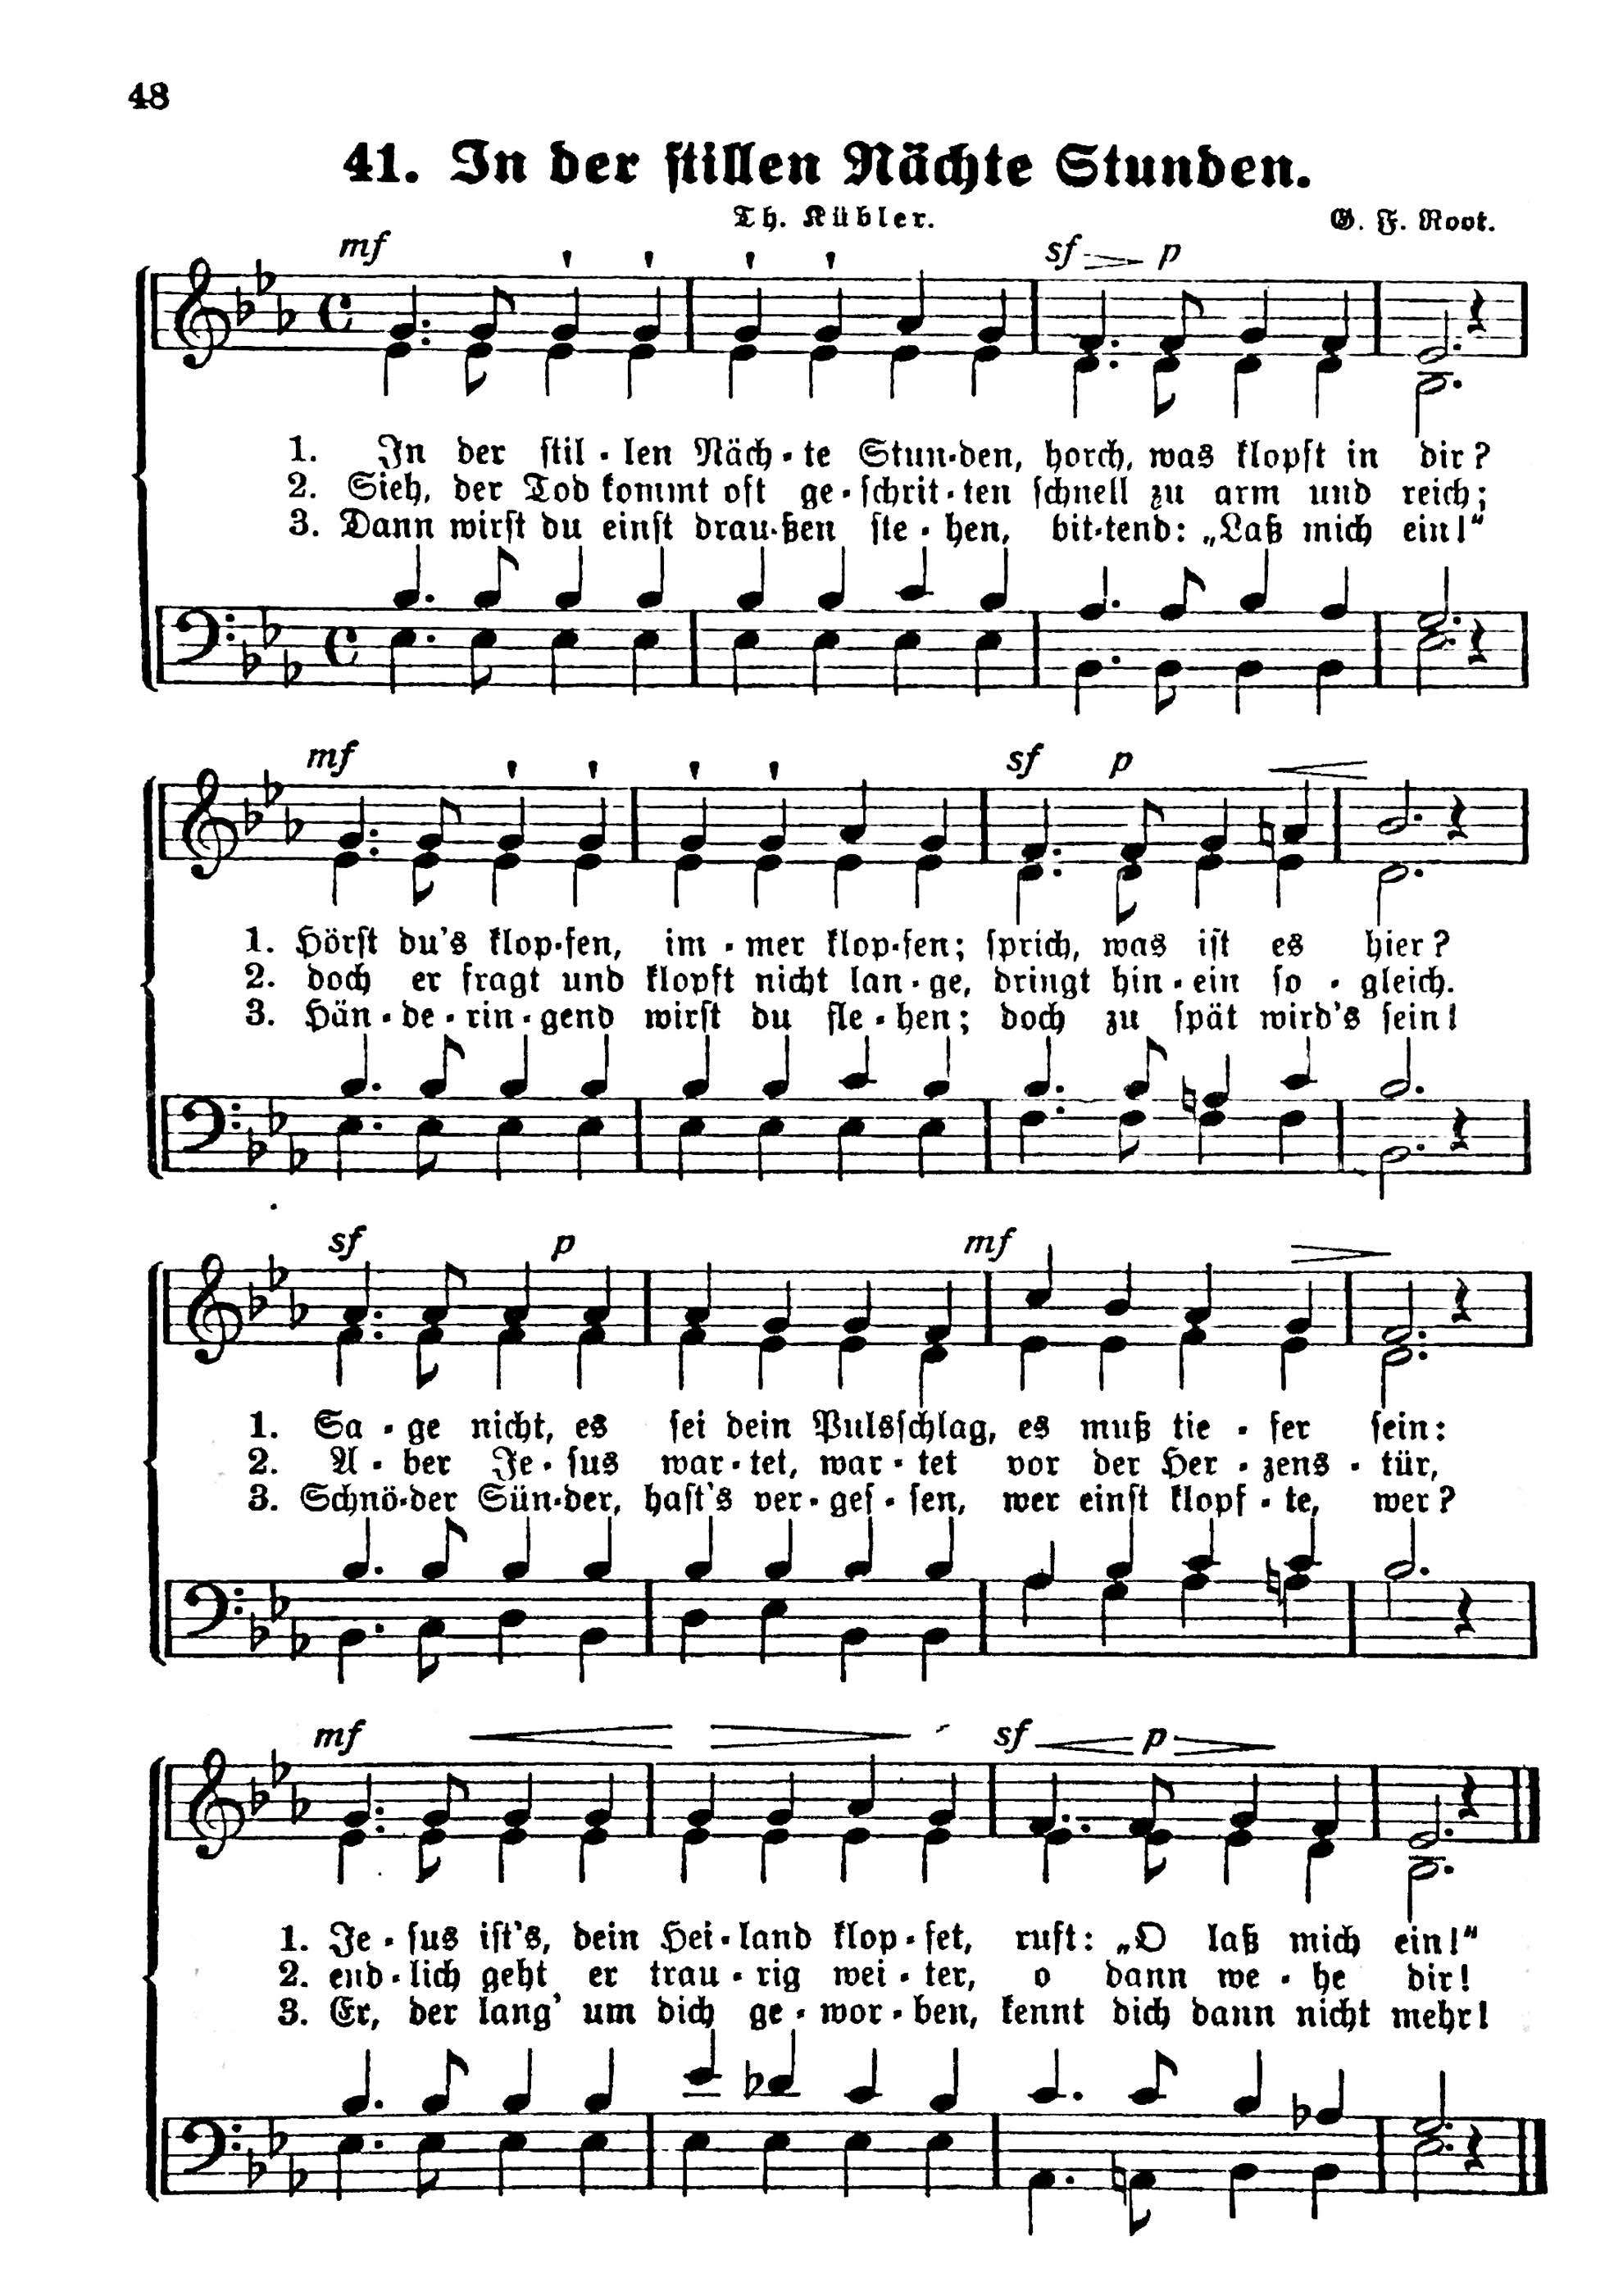 48
41. In der stillen Nächte Stunden.
Th. Kübler.
G. F. Root.
mf
sf p
1. In der stil-len Näch-te Stun-den, horch, was klopft in dir?
2. Sieh, der Tod kommt oft ge-schrit-ten schnell zu arm und reich;
3. Dann wirst du einst drau-ßen ste-hen, bit-tend: „Laß mich ein!“
mf
sf p
1. Hörst du's klop-fen, im-mer klop-fen; sprich, was ist es hier?
2. doch er fragt und klopft nicht lan-ge, dringt hin-ein so-gleich.
3. Hän-de-rin-gend wirst du fle-hen; doch zu spät wird's sein!
sf p mf
1. Sa-ge nicht, es sei dein Pulsschlag, es muß tie-fer sein:
2. A-ber Je-sus war-tet, war-tet vor der Her-zens-tür,
3. Schnö-der Sün-der, hast's ver-ges-sen, wer einst klopf-te, wer?
mf
sf p
1. Je-sus ist's, dein Hei-land klop-fet, ruft: „O laß mich ein!“
2. end-lich geht er trau-rig wei-ter, o dann we-he dir!
3. Er, der lang' um dich ge-wor-ben, kennt dich dann nicht mehr!